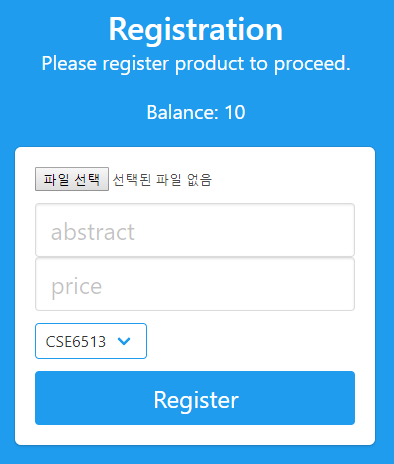 Registration
Please register product to proceed.
Balance: 10
파일 선택 선택된 파일 없음
abstract
price
CSE6513
Register